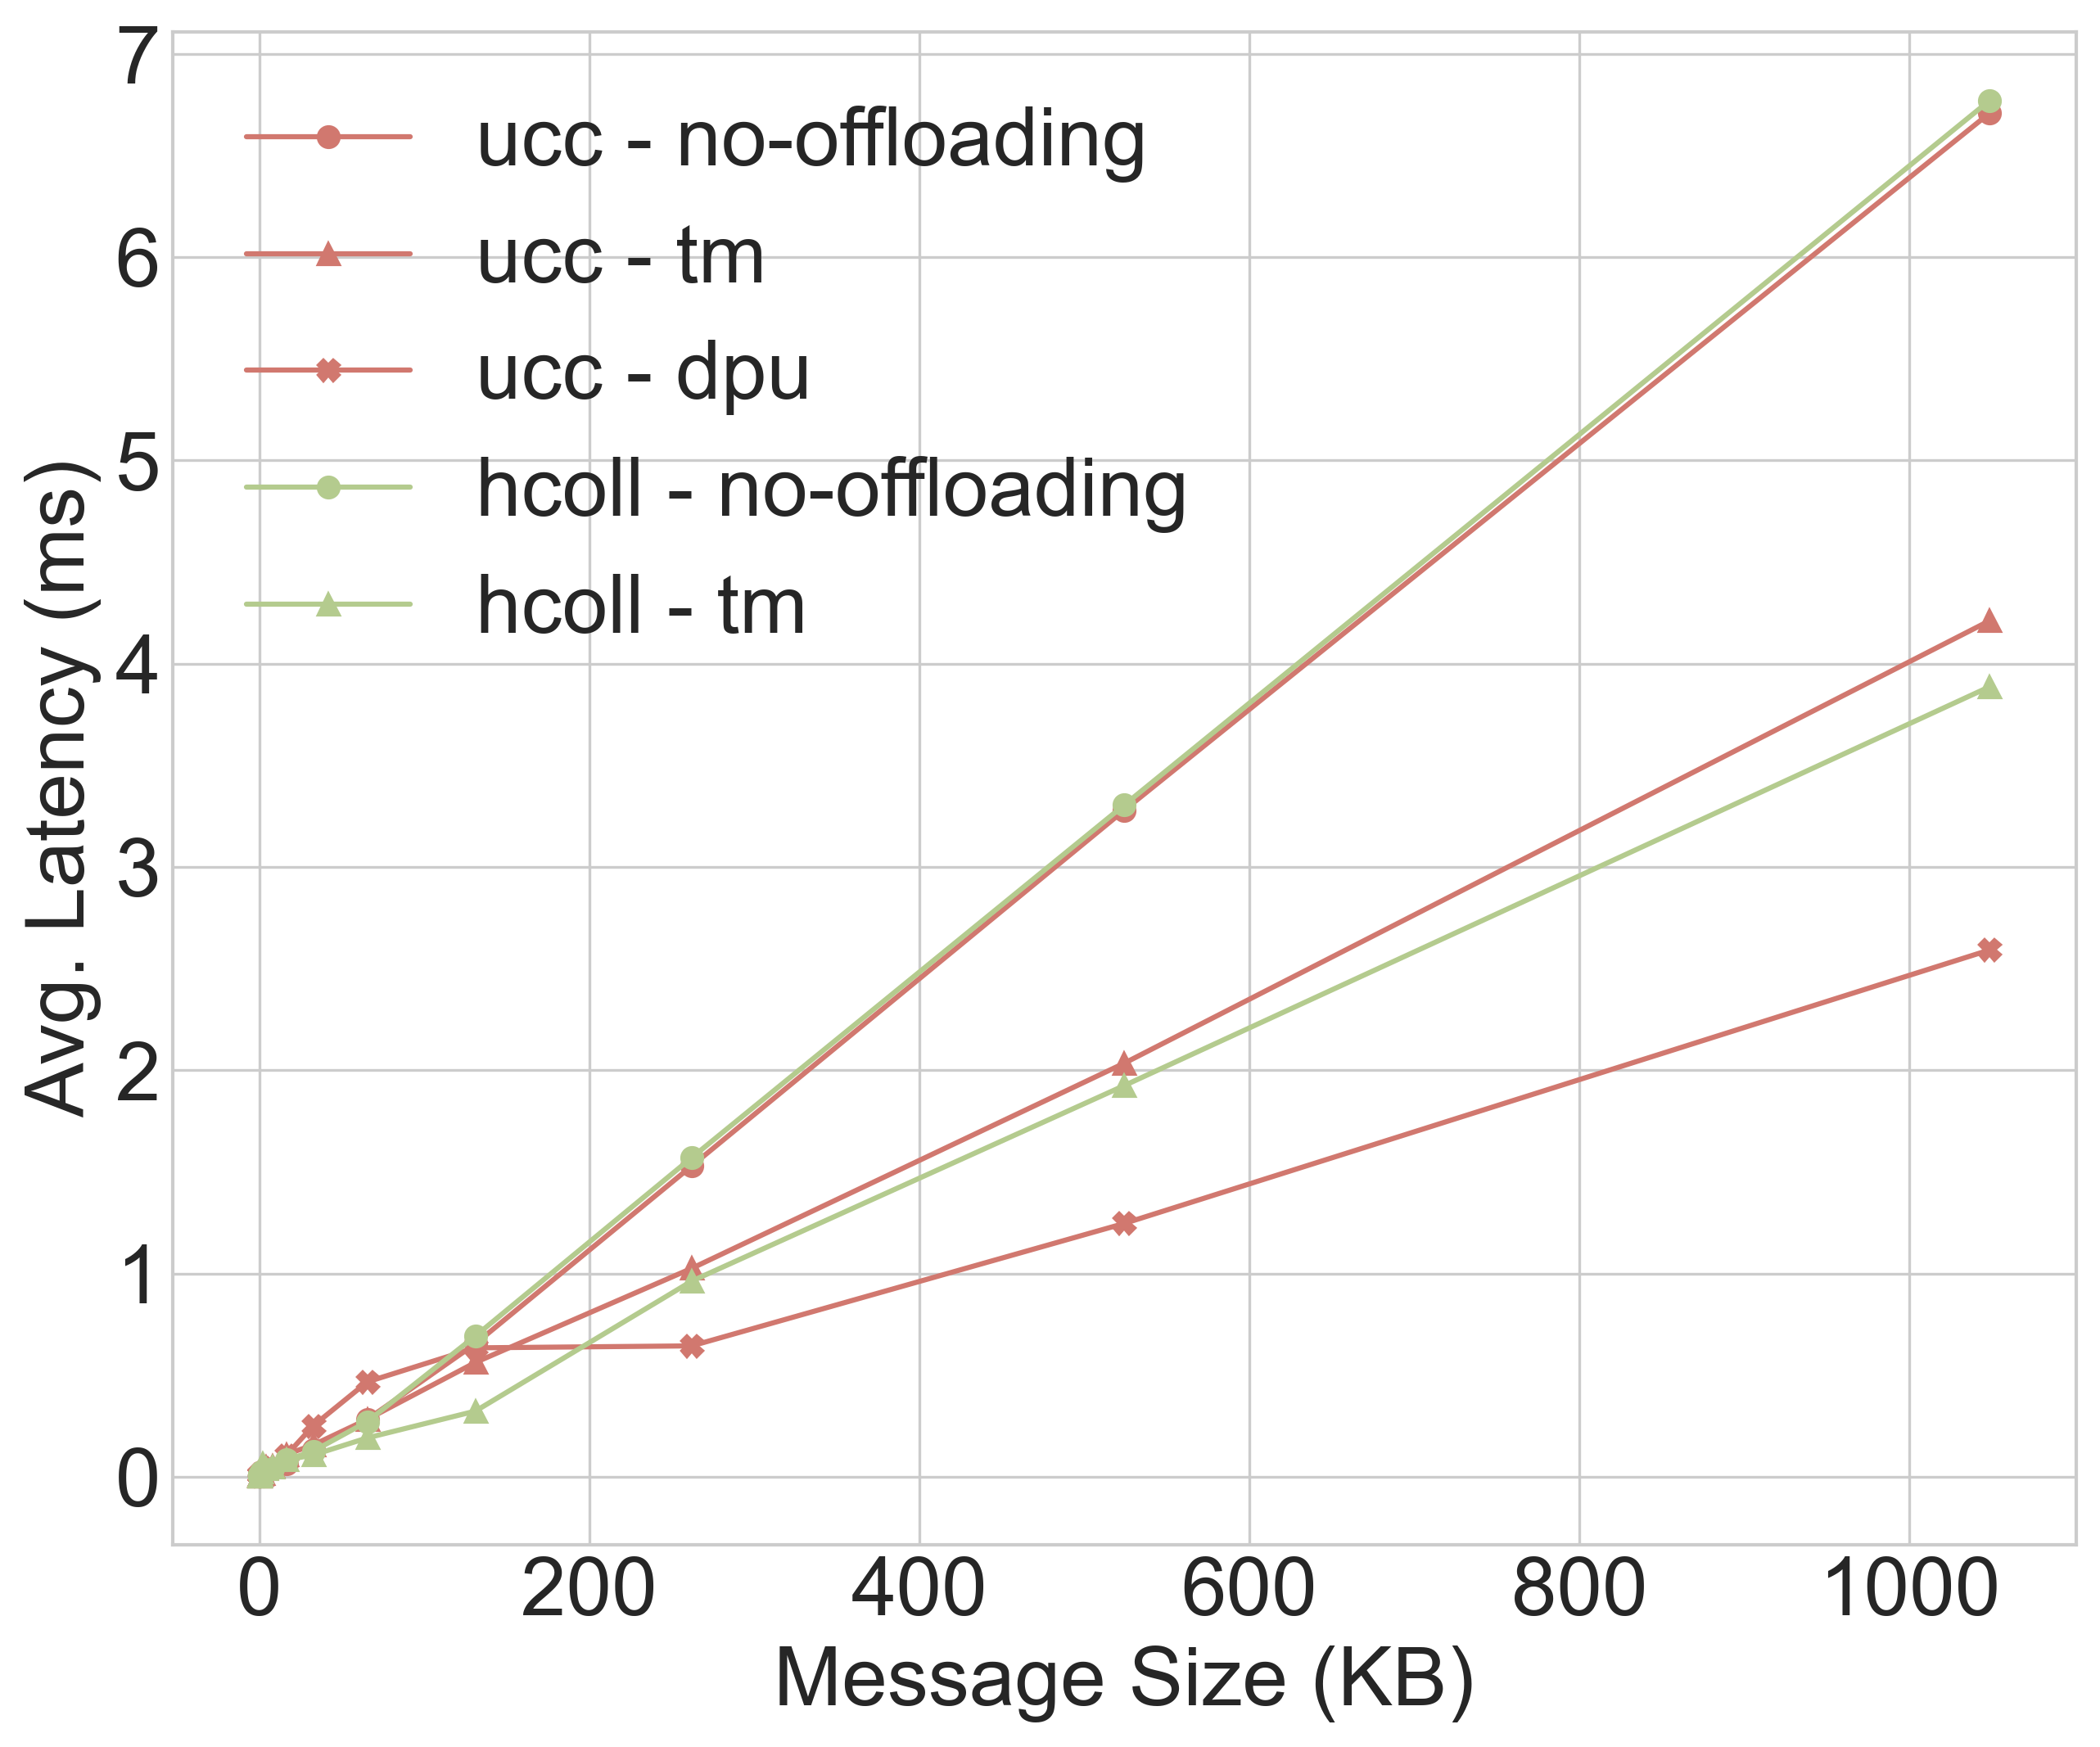 7
6
5
4
3
2
1
0
Avg. Latency (ms)
ucc - no-offloading
ucc - tm
ucc - dpu
hcoll - no-offloading
hcoll - tm
0 200 400 600 800 1000
Message Size (KB)